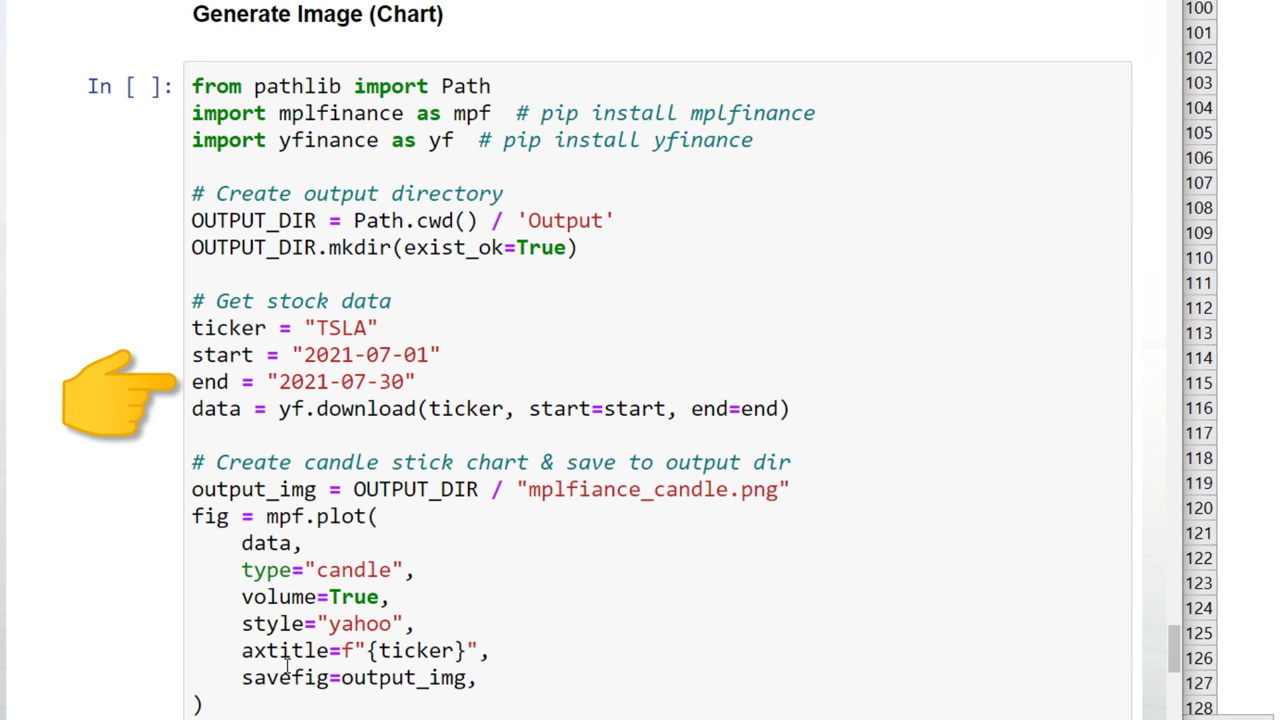 Generate Image (Chart)
In [ ]:
from pathlib import Path
import mplfinance as mpf  # pip install mplfinance
import yfinance as yf  # pip install yfinance
# Create output directory
OUTPUT_DIR = Path.cwd() / 'Output'
OUTPUT_DIR.mkdir(exist_ok=True)
# Get stock data
ticker = "TSLA"
start = "2021-07-01"
end = "2021-07-30"
data = yf.download(ticker, start=start, end=end)
# Create candle stick chart & save to output dir
output_img = OUTPUT_DIR / "mplfiance_candle.png"
fig = mpf.plot(
    data,
    type="candle",
    volume=True,
    style="yahoo",
    axtitle=f"{ticker}",
    savefig=output_img,
)
100
101
102
103
104
105
106
107
108
109
110
111
112
113
114
115
116
117
118
119
120
121
122
123
124
125
126
127
128